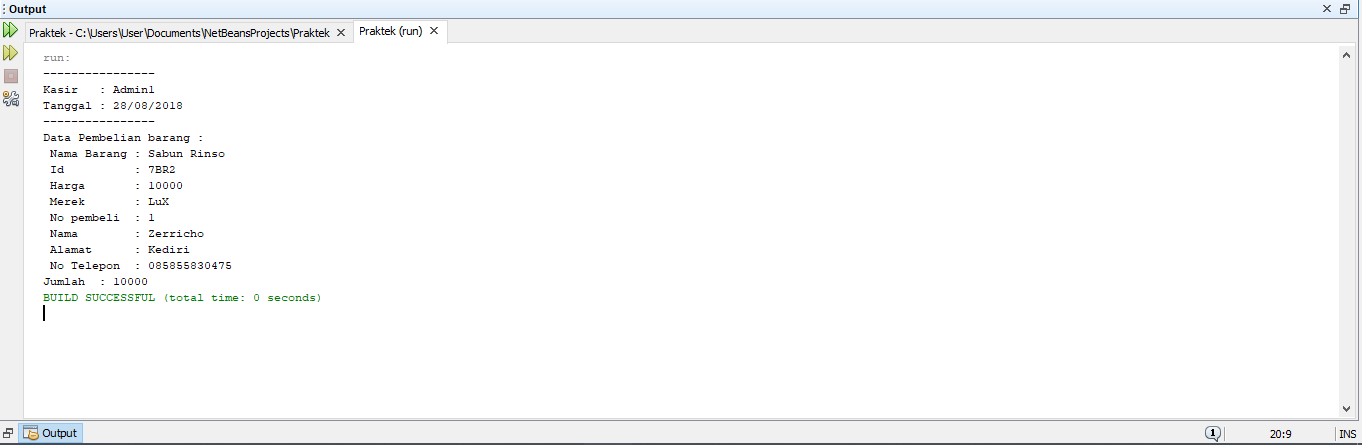 Output
Praktek - C:\Users\User\Documents\NetBeansProjects\Praktek
Praktek (run)
run:
----------------
Kasir   : Admin1
Tanggal : 28/08/2018
----------------
Data Pembelian barang :
 Nama Barang : Sabun Rinso
 Id          : 7BR2
 Harga       : 10000
 Merek       : LuX
 No pembeli  : 1
 Nama        : Zerricho
 Alamat      : Kediri
 No Telepon  : 085855830475
Jumlah  : 10000
BUILD SUCCESSFUL (total time: 0 seconds)
Output
1
20:9
INS